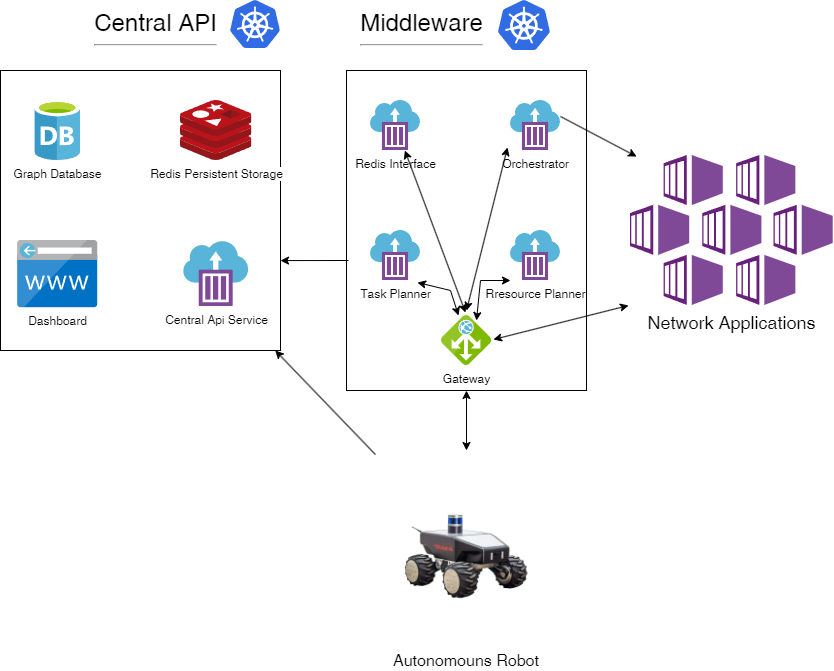 Central API
Middleware
DB
Graph Database
Redis Persistent Storage
Redis Interface
Orchestrator
WWW
Dashboard
Central Api Service
Task Planner
Rresource Planner
Gateway
Network Applications
Autonomouns Robot